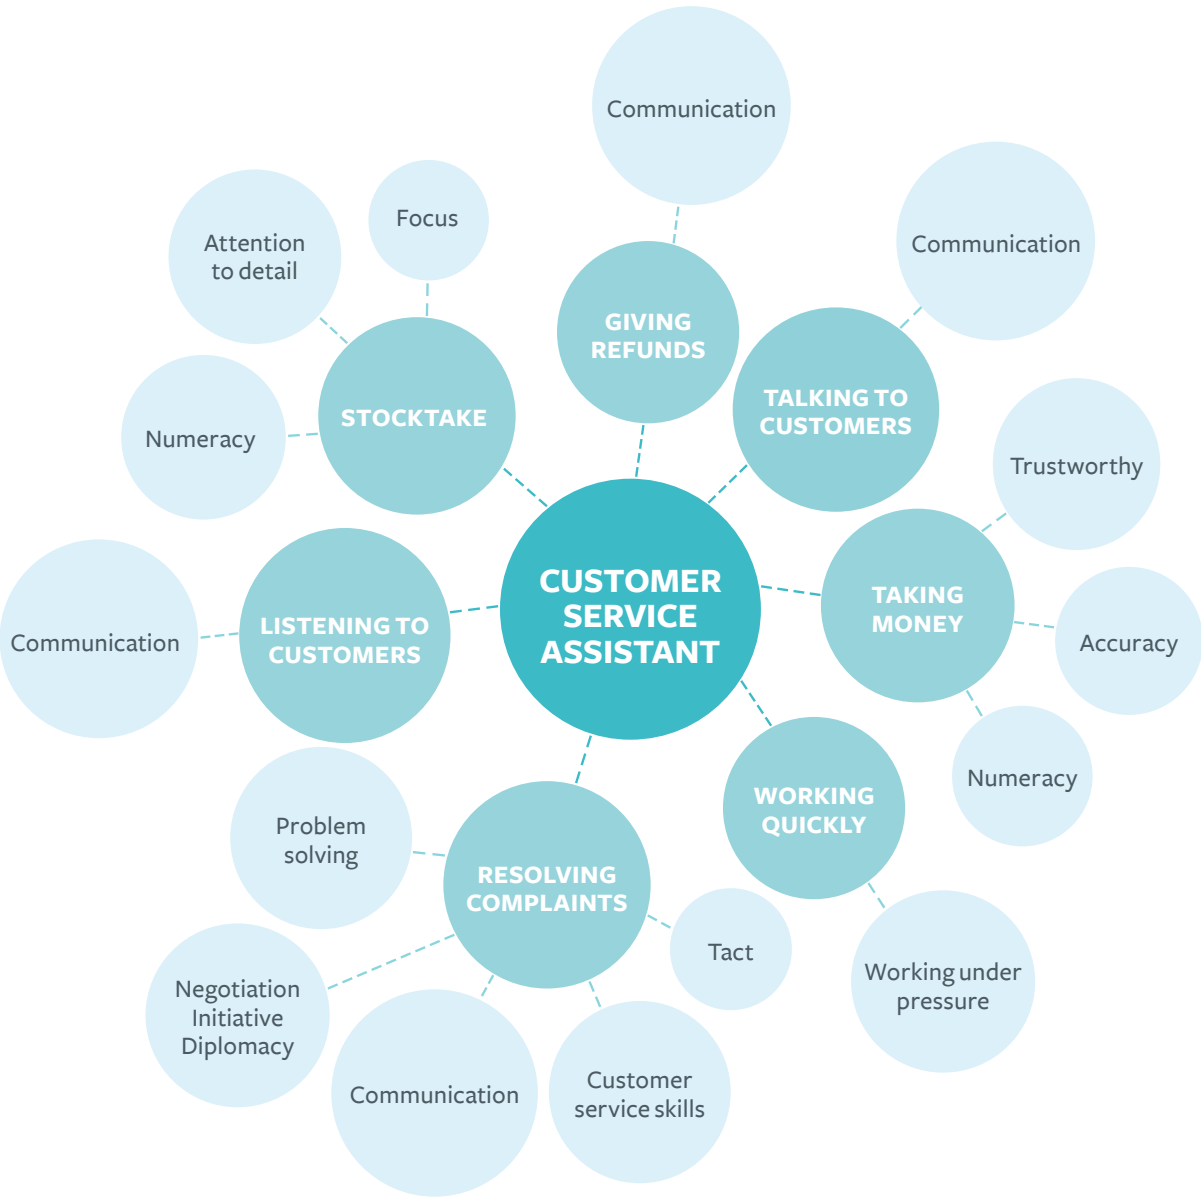 Communication
Communication
Focus
Attention
to detail
GIVING
REFUNDS
TALKING TO
CUSTOMERS
STOCKTAKE
Numeracy
Trustworthy
CUSTOMER
SERVICE
ASSISTANT
TAKING
MONEY
LISTENING TO
CUSTOMERS
Communication
Accuracy
Numeracy
WORKING
QUICKLY
Problem
solving
RESOLVING
COMPLAINTS
Tact
Working under
pressure
Negotiation
Initiative
Diplomacy
Communication
Customer
service skills